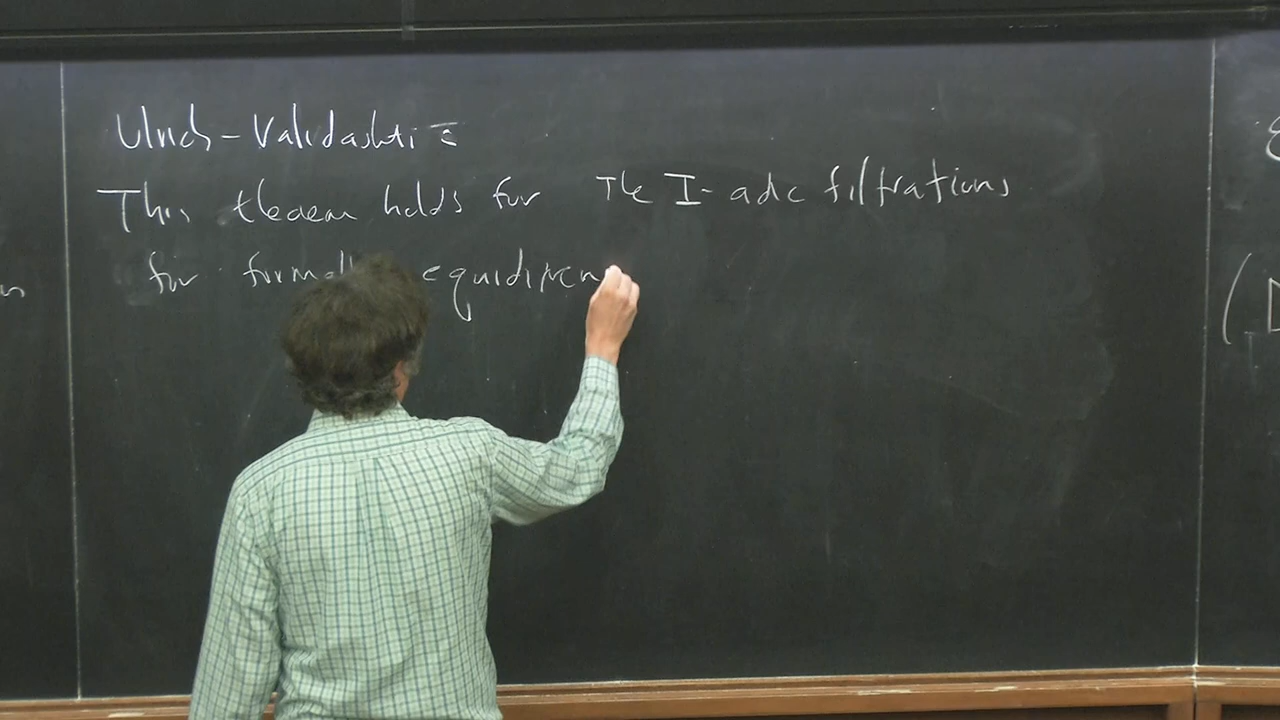 Ulrich-Validashti =
This theorem holds for the I-adic filtrations
for formally equidimen